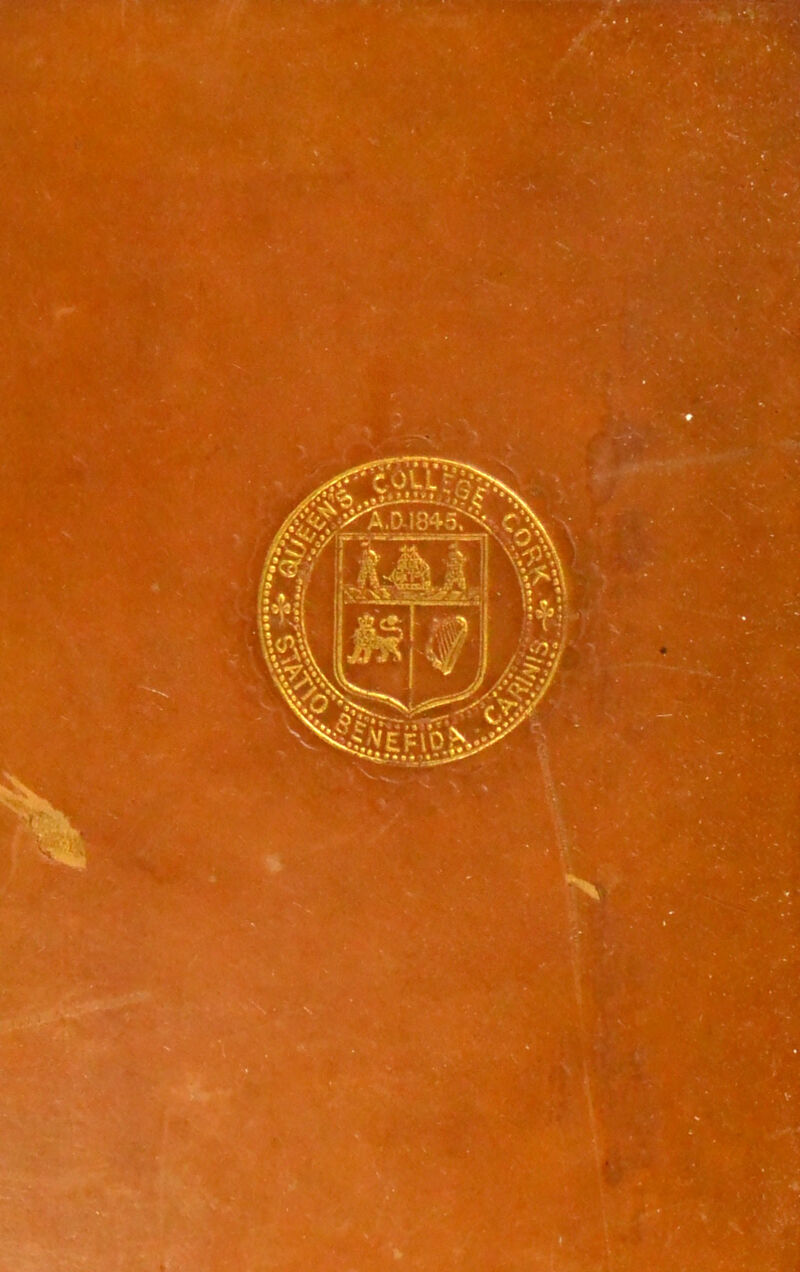 QUEEN'S COLLEGE, CORK
A.D. 1845.
STATIO BENEFIDA CARINIS